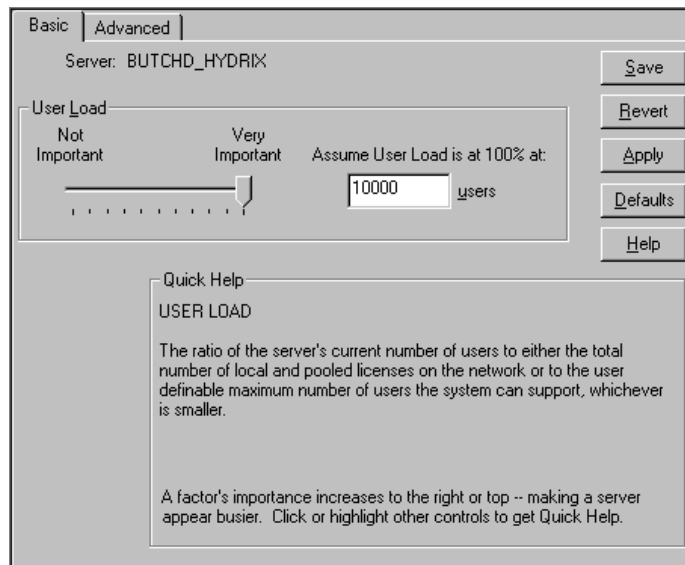 Basic Advanced
Server: BUTCHD_HYDRIX
Save
Revert
Apply
Defaults
Help
User Load
Not Important
Very Important
Assume User Load is at 100% at:
10000 users
Quick Help
USER LOAD
The ratio of the server's current number of users to either the total
number of local and pooled licenses on the network or to the user
definable maximum number of users the system can support, whichever
is smaller.
A factor's importance increases to the right or top -- making a server
appear busier. Click or highlight other controls to get Quick Help.